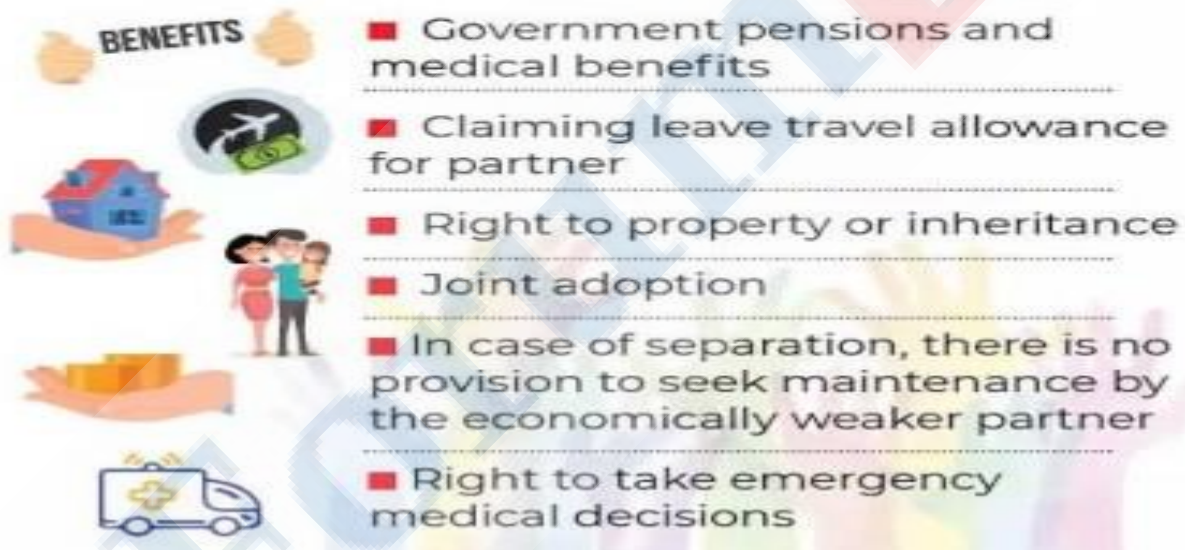 BENEFITS
■ Government pensions and
medical benefits
■ Claiming leave travel allowance
for partner
■ Right to property or inheritance
■ Joint adoption
■ In case of separation, there is no
provision to seek maintenance by
the economically weaker partner
■ Right to take emergency
medical decisions